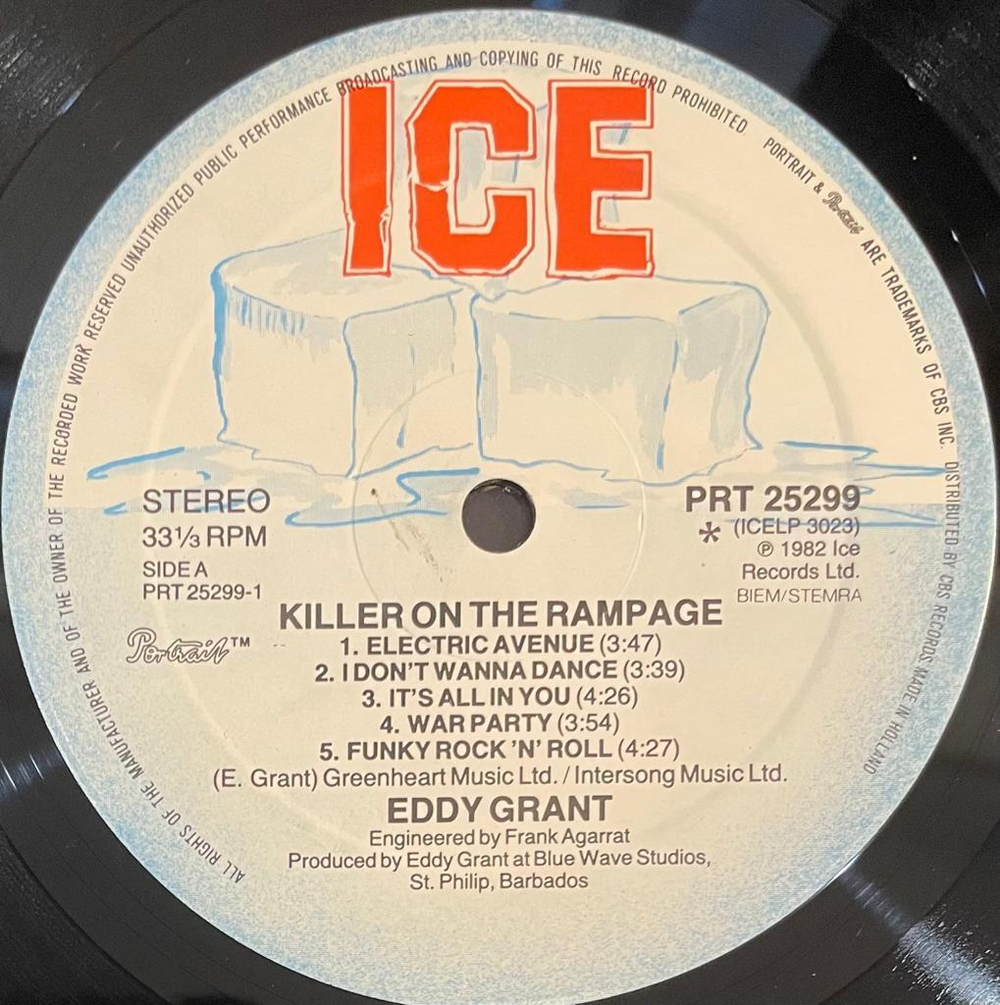 ALL RIGHTS OF THE MANUFACTURER AND OF THE OWNER OF THE RECORDED WORK RESERVED UNAUTHORIZED PUBLIC PERFORMANCE BROADCASTING AND COPYING OF THIS RECORD PROHIBITED. PORTRAIT & Portrait ARE TRADEMARKS OF CBS INC. DISTRIBUTED BY CBS RECORDS MADE IN HOLLAND
ICE
STEREO
33⅓ RPM
SIDE A
PRT 25299-1
Portrait™
PRT 25299
* (ICELP 3023)
℗ 1982 Ice
Records Ltd.
BIEM/STEMRA
KILLER ON THE RAMPAGE
1. ELECTRIC AVENUE (3:47)
2. I DON'T WANNA DANCE (3:39)
3. IT'S ALL IN YOU (4:26)
4. WAR PARTY (3:54)
5. FUNKY ROCK 'N' ROLL (4:27)
(E. Grant) Greenheart Music Ltd. / Intersong Music Ltd.
EDDY GRANT
Engineered by Frank Agarrat
Produced by Eddy Grant at Blue Wave Studios,
St. Philip, Barbados